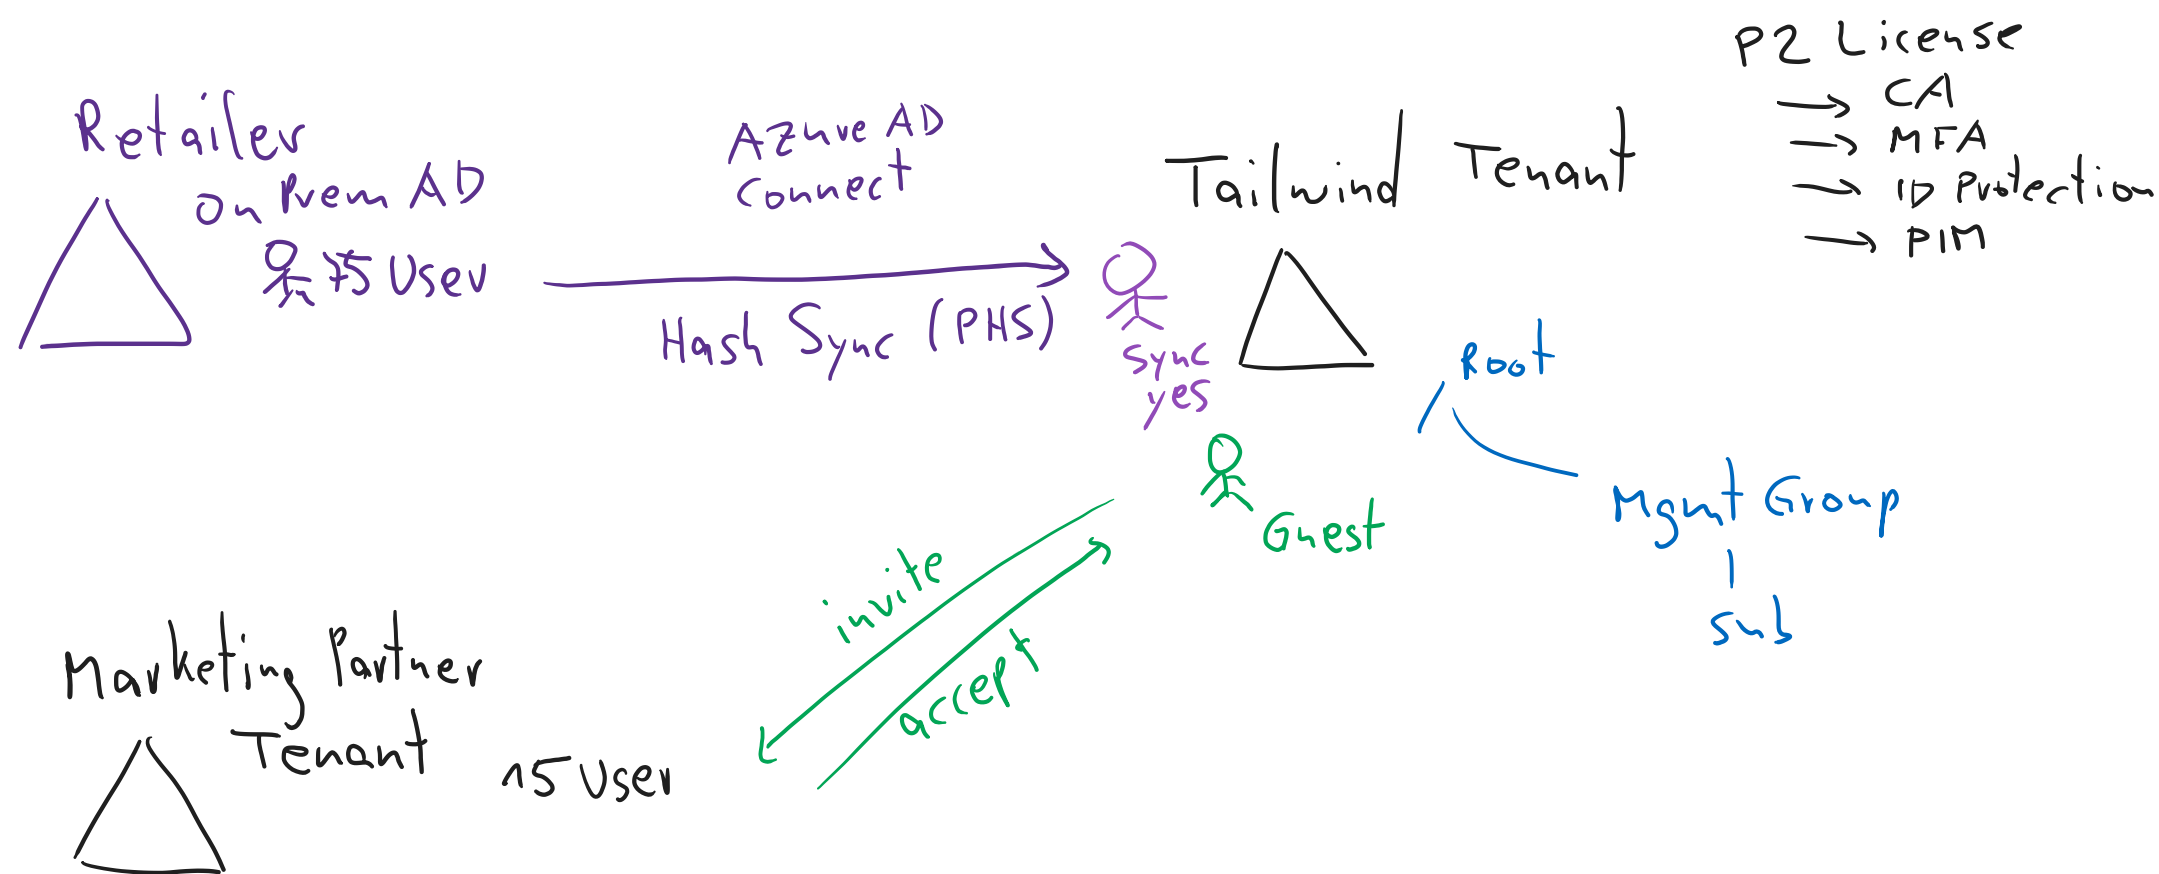 Retailer
On Prem AD
75 User
Azure AD
Connect
Hash Sync (PHS)
Sync
yes
Tailwind Tenant
P2 License
→ CA
→ MFA
→ ID Protection
→ PIM
Root
Mgmt Group
Sub
Guest
invite
accept
Marketing Partner
Tenant
15 User